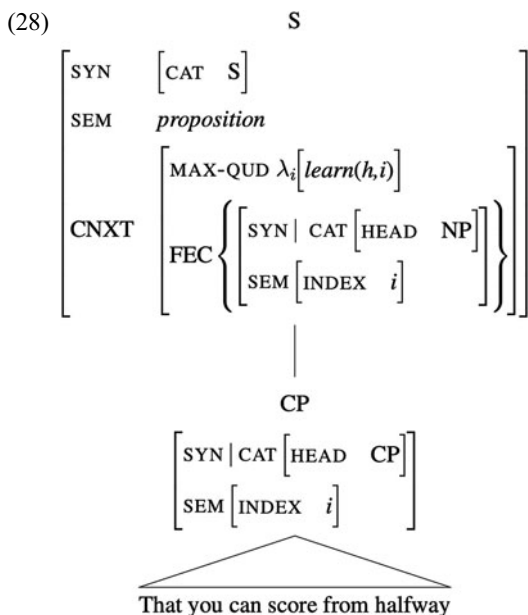 (28) S
SYN [CAT S]
SEM proposition
MAX-QUD λi[learn(h,i)]
SYN | CAT [HEAD NP]
CNXT FEC
SEM [INDEX i]
CP
SYN | CAT [HEAD CP]
SEM [INDEX i]
That you can score from halfway